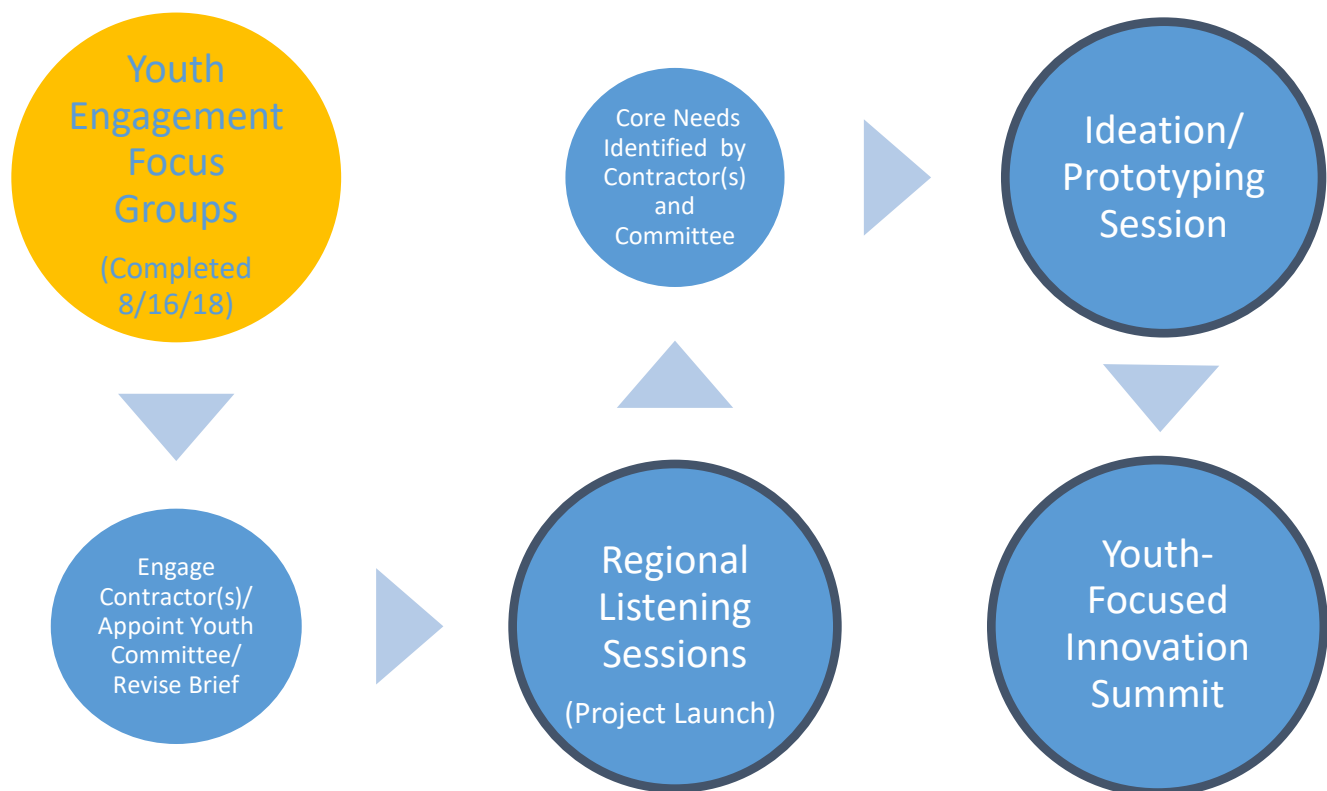 Youth
Engagement
Focus
Groups
(Completed
8/16/18)
Engage
Contractor(s)/
Appoint Youth
Committee/
Revise Brief
Regional
Listening
Sessions
(Project Launch)
Core Needs
Identified by
Contractor(s)
and
Committee
Ideation/
Prototyping
Session
Youth-
Focused
Innovation
Summit